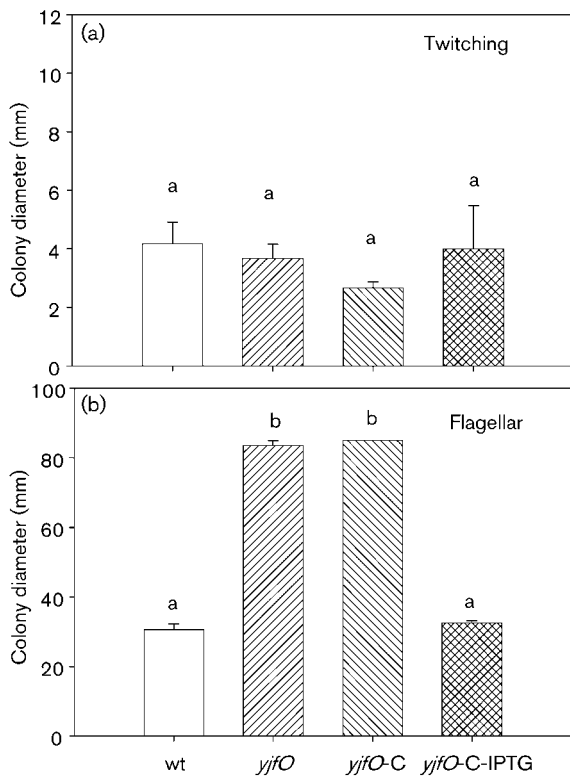 (a)
Twitching
Colony diameter (mm)
12
10
8
6
4
2
0
a
a
a
a
(b)
Flagellar
Colony diameter (mm)
100
80
60
40
20
0
a
b
b
a
wt
yjfO
yjfO-C
yjfO-C-IPTG